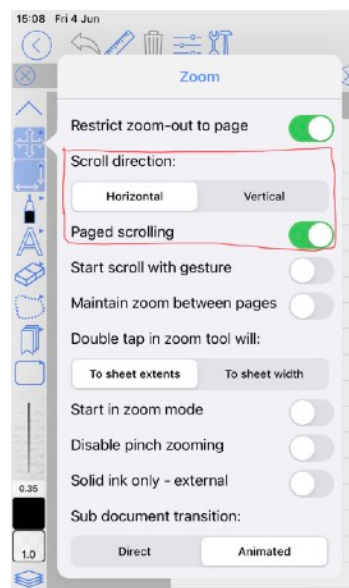 15:08 Fri 4 Jun
Zoom
Restrict zoom-out to page
Scroll direction:
Horizontal Vertical
Paged scrolling
Start scroll with gesture
Maintain zoom between pages
Double tap in zoom tool will:
To sheet extents To sheet width
Start in zoom mode
Disable pinch zooming
Solid ink only - external
0.35
Sub document transition:
1.0
Direct Animated